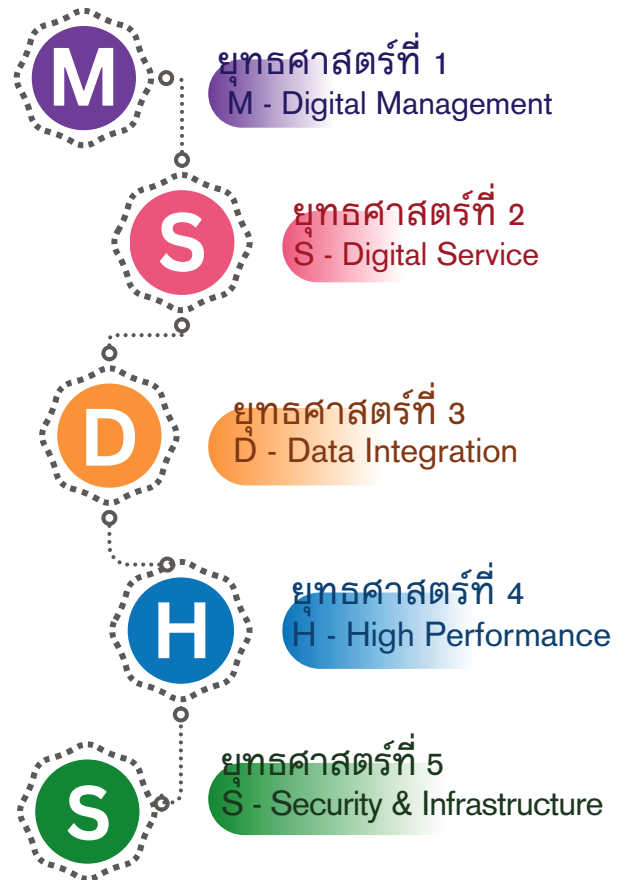 M
ยุทธศาสตร์ที่ 1
M - Digital Management
S
ยุทธศาสตร์ที่ 2
S - Digital Service
D
ยุทธศาสตร์ที่ 3
D - Data Integration
H
ยุทธศาสตร์ที่ 4
H - High Performance
S
ยุทธศาสตร์ที่ 5
S - Security & Infrastructure